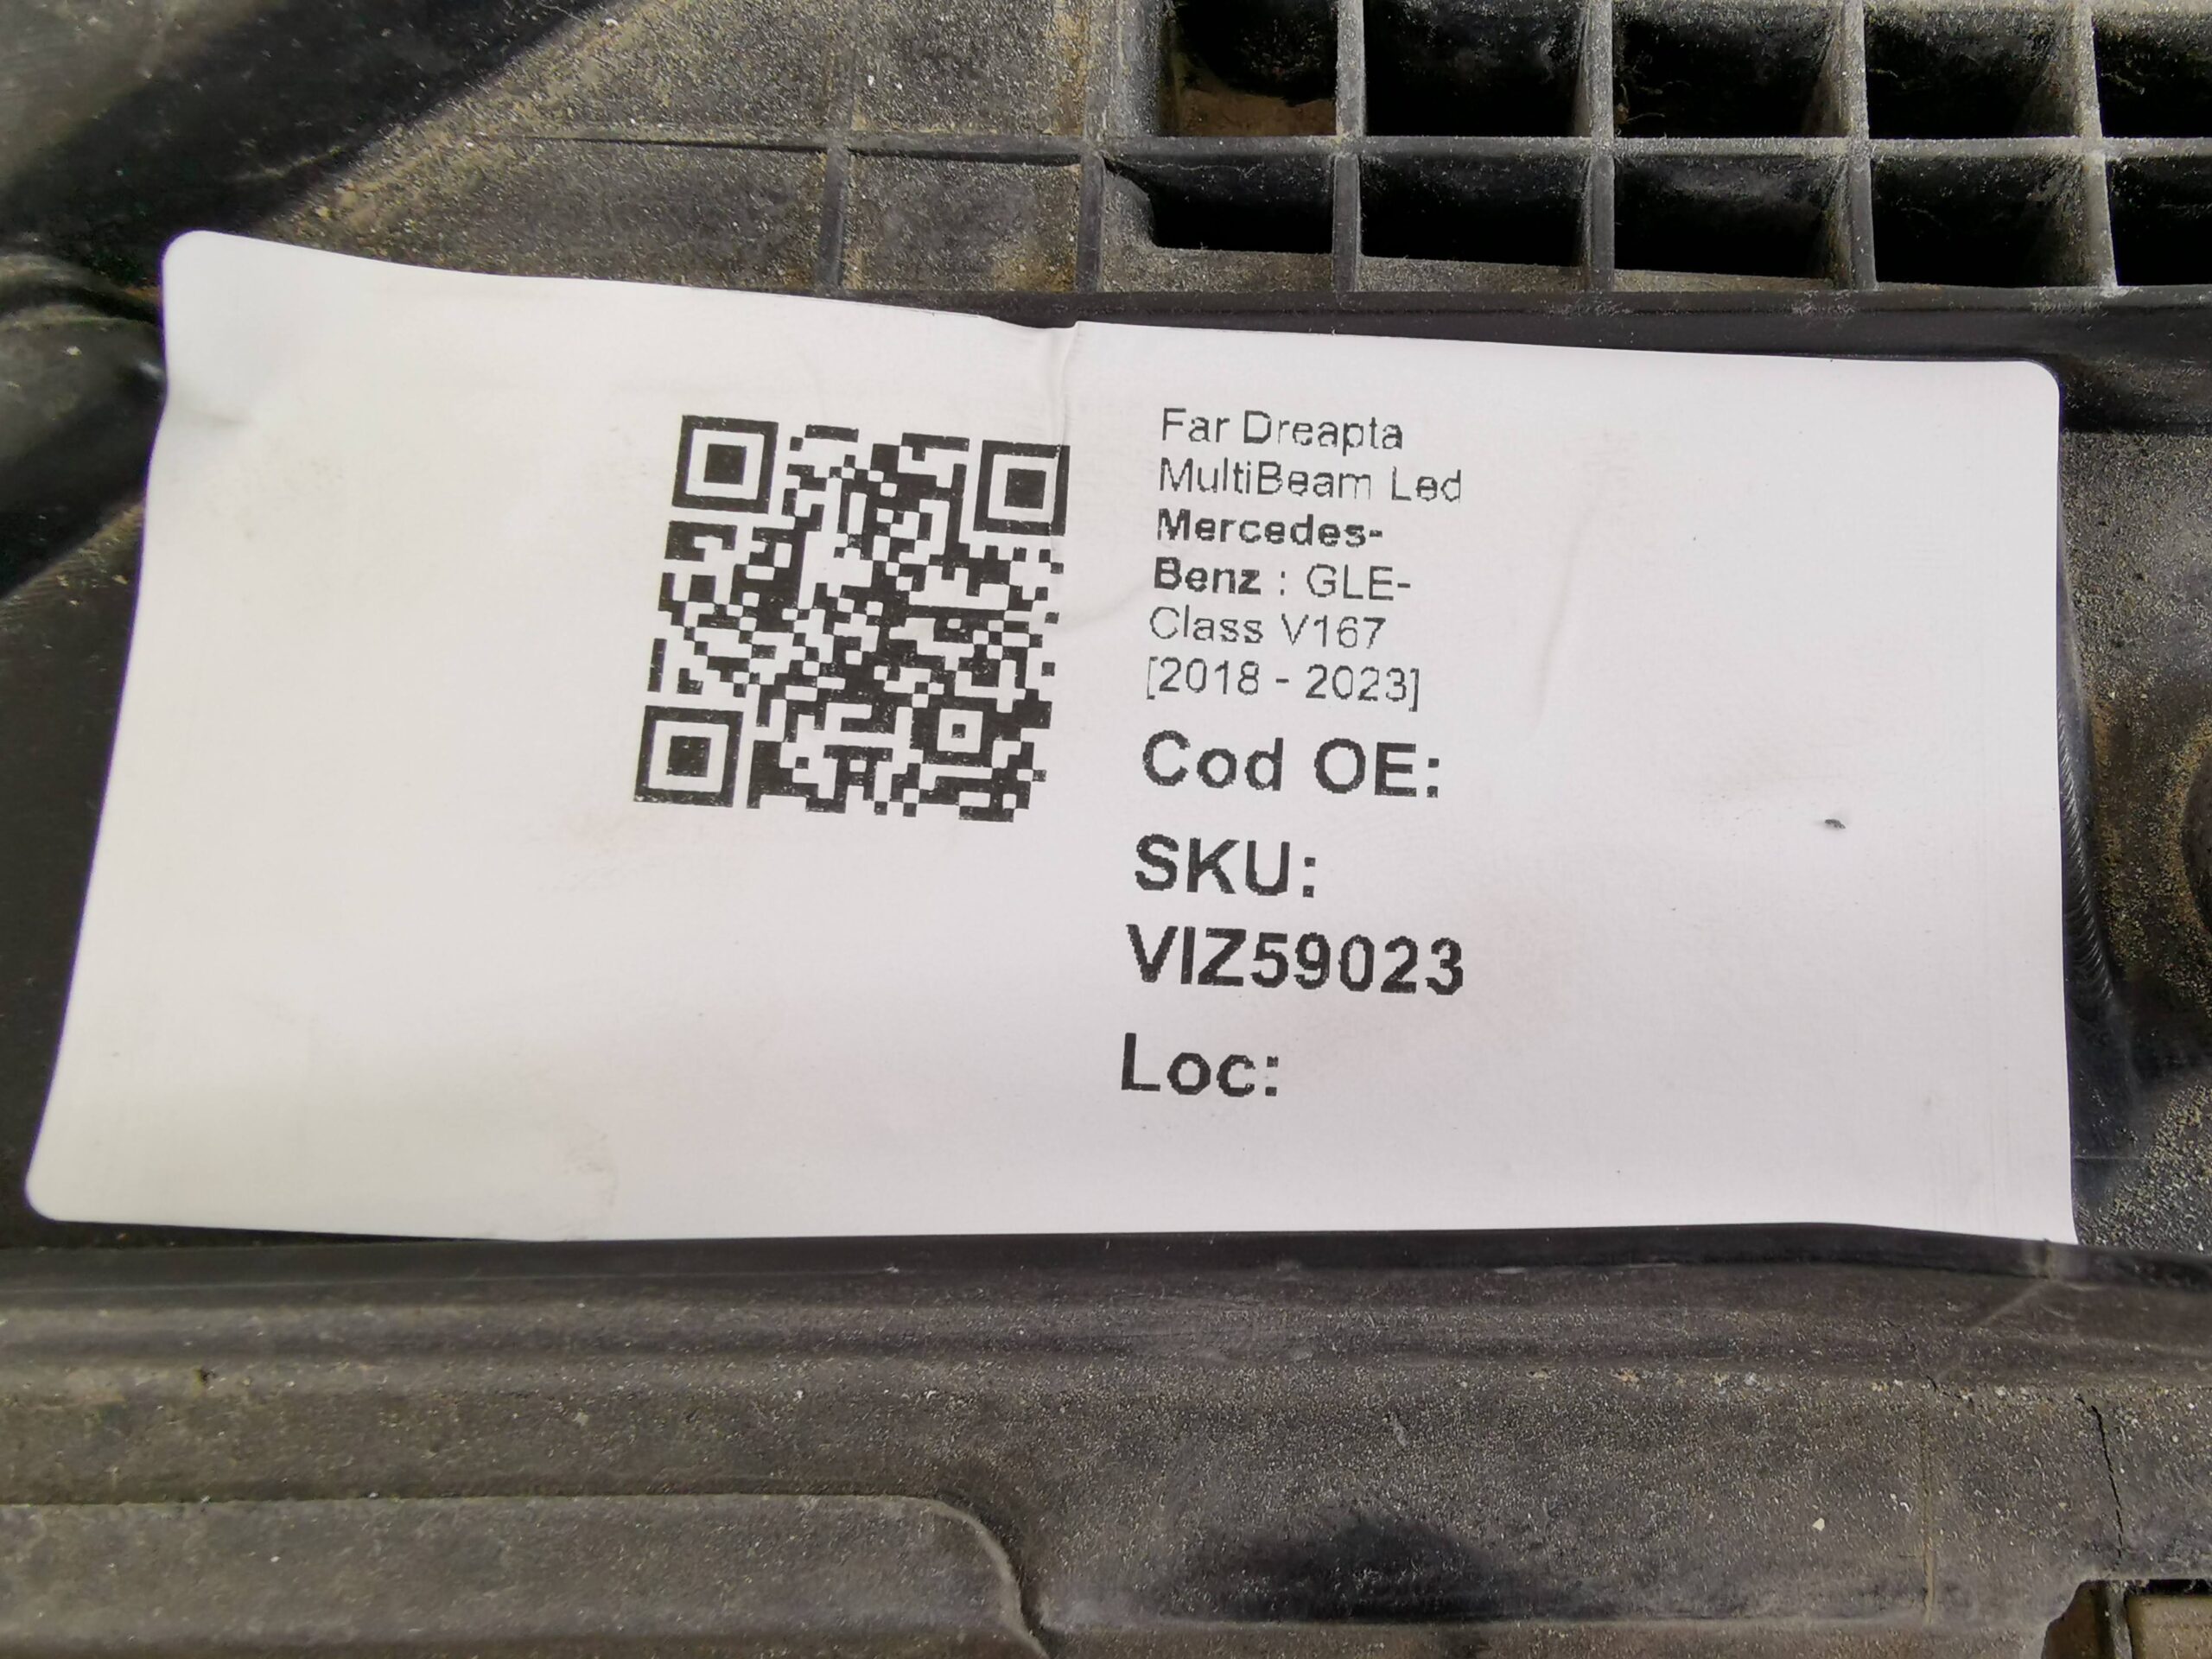 Far Dreapta
MultiBeam Led
Mercedes-
Benz : GLE-
Class V167
[2018 - 2023]
Cod OE:
SKU:
VIZ59023
Loc: